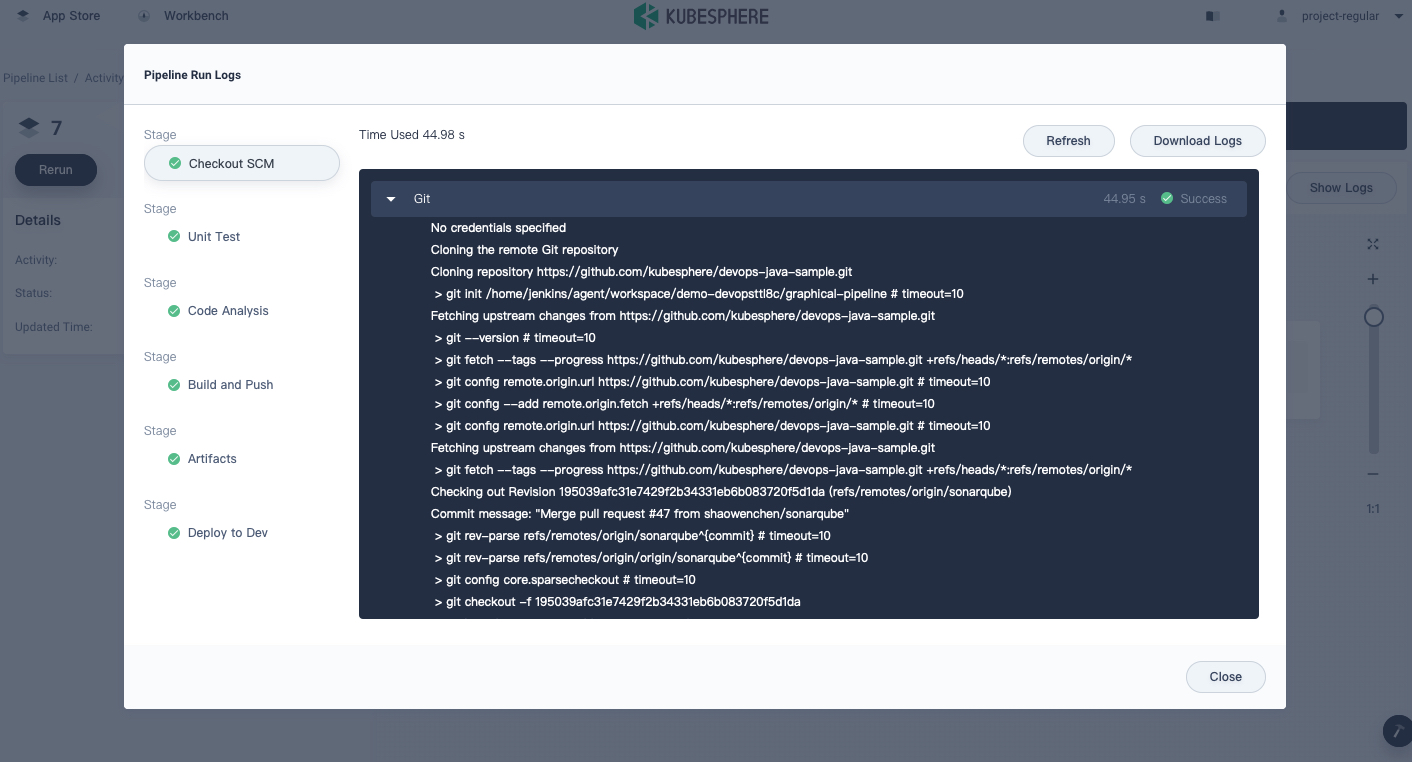 App Store
Workbench
KUBESPHERE
project-regular
Pipeline List / Activity
7
Rerun
Details
Activity:
Status:
Updated Time:
Show Logs
1:1
Pipeline Run Logs
Stage
Checkout SCM
Stage
Unit Test
Stage
Code Analysis
Stage
Build and Push
Stage
Artifacts
Stage
Deploy to Dev
Time Used 44.98 s
Refresh
Download Logs
Git 44.95 s Success
No credentials specified
Cloning the remote Git repository
Cloning repository https://github.com/kubesphere/devops-java-sample.git
> git init /home/jenkins/agent/workspace/demo-devopsttl8c/graphical-pipeline # timeout=10
Fetching upstream changes from https://github.com/kubesphere/devops-java-sample.git
> git --version # timeout=10
> git fetch --tags --progress https://github.com/kubesphere/devops-java-sample.git +refs/heads/*:refs/remotes/origin/*
> git config remote.origin.url https://github.com/kubesphere/devops-java-sample.git # timeout=10
> git config --add remote.origin.fetch +refs/heads/*:refs/remotes/origin/* # timeout=10
> git config remote.origin.url https://github.com/kubesphere/devops-java-sample.git # timeout=10
Fetching upstream changes from https://github.com/kubesphere/devops-java-sample.git
> git fetch --tags --progress https://github.com/kubesphere/devops-java-sample.git +refs/heads/*:refs/remotes/origin/*
Checking out Revision 195039afc31e7429f2b34331eb6b083720f5d1da (refs/remotes/origin/sonarqube)
Commit message: "Merge pull request #47 from shaowenchen/sonarqube"
> git rev-parse refs/remotes/origin/sonarqube^{commit} # timeout=10
> git rev-parse refs/remotes/origin/origin/sonarqube^{commit} # timeout=10
> git config core.sparsecheckout # timeout=10
> git checkout -f 195039afc31e7429f2b34331eb6b083720f5d1da
Close